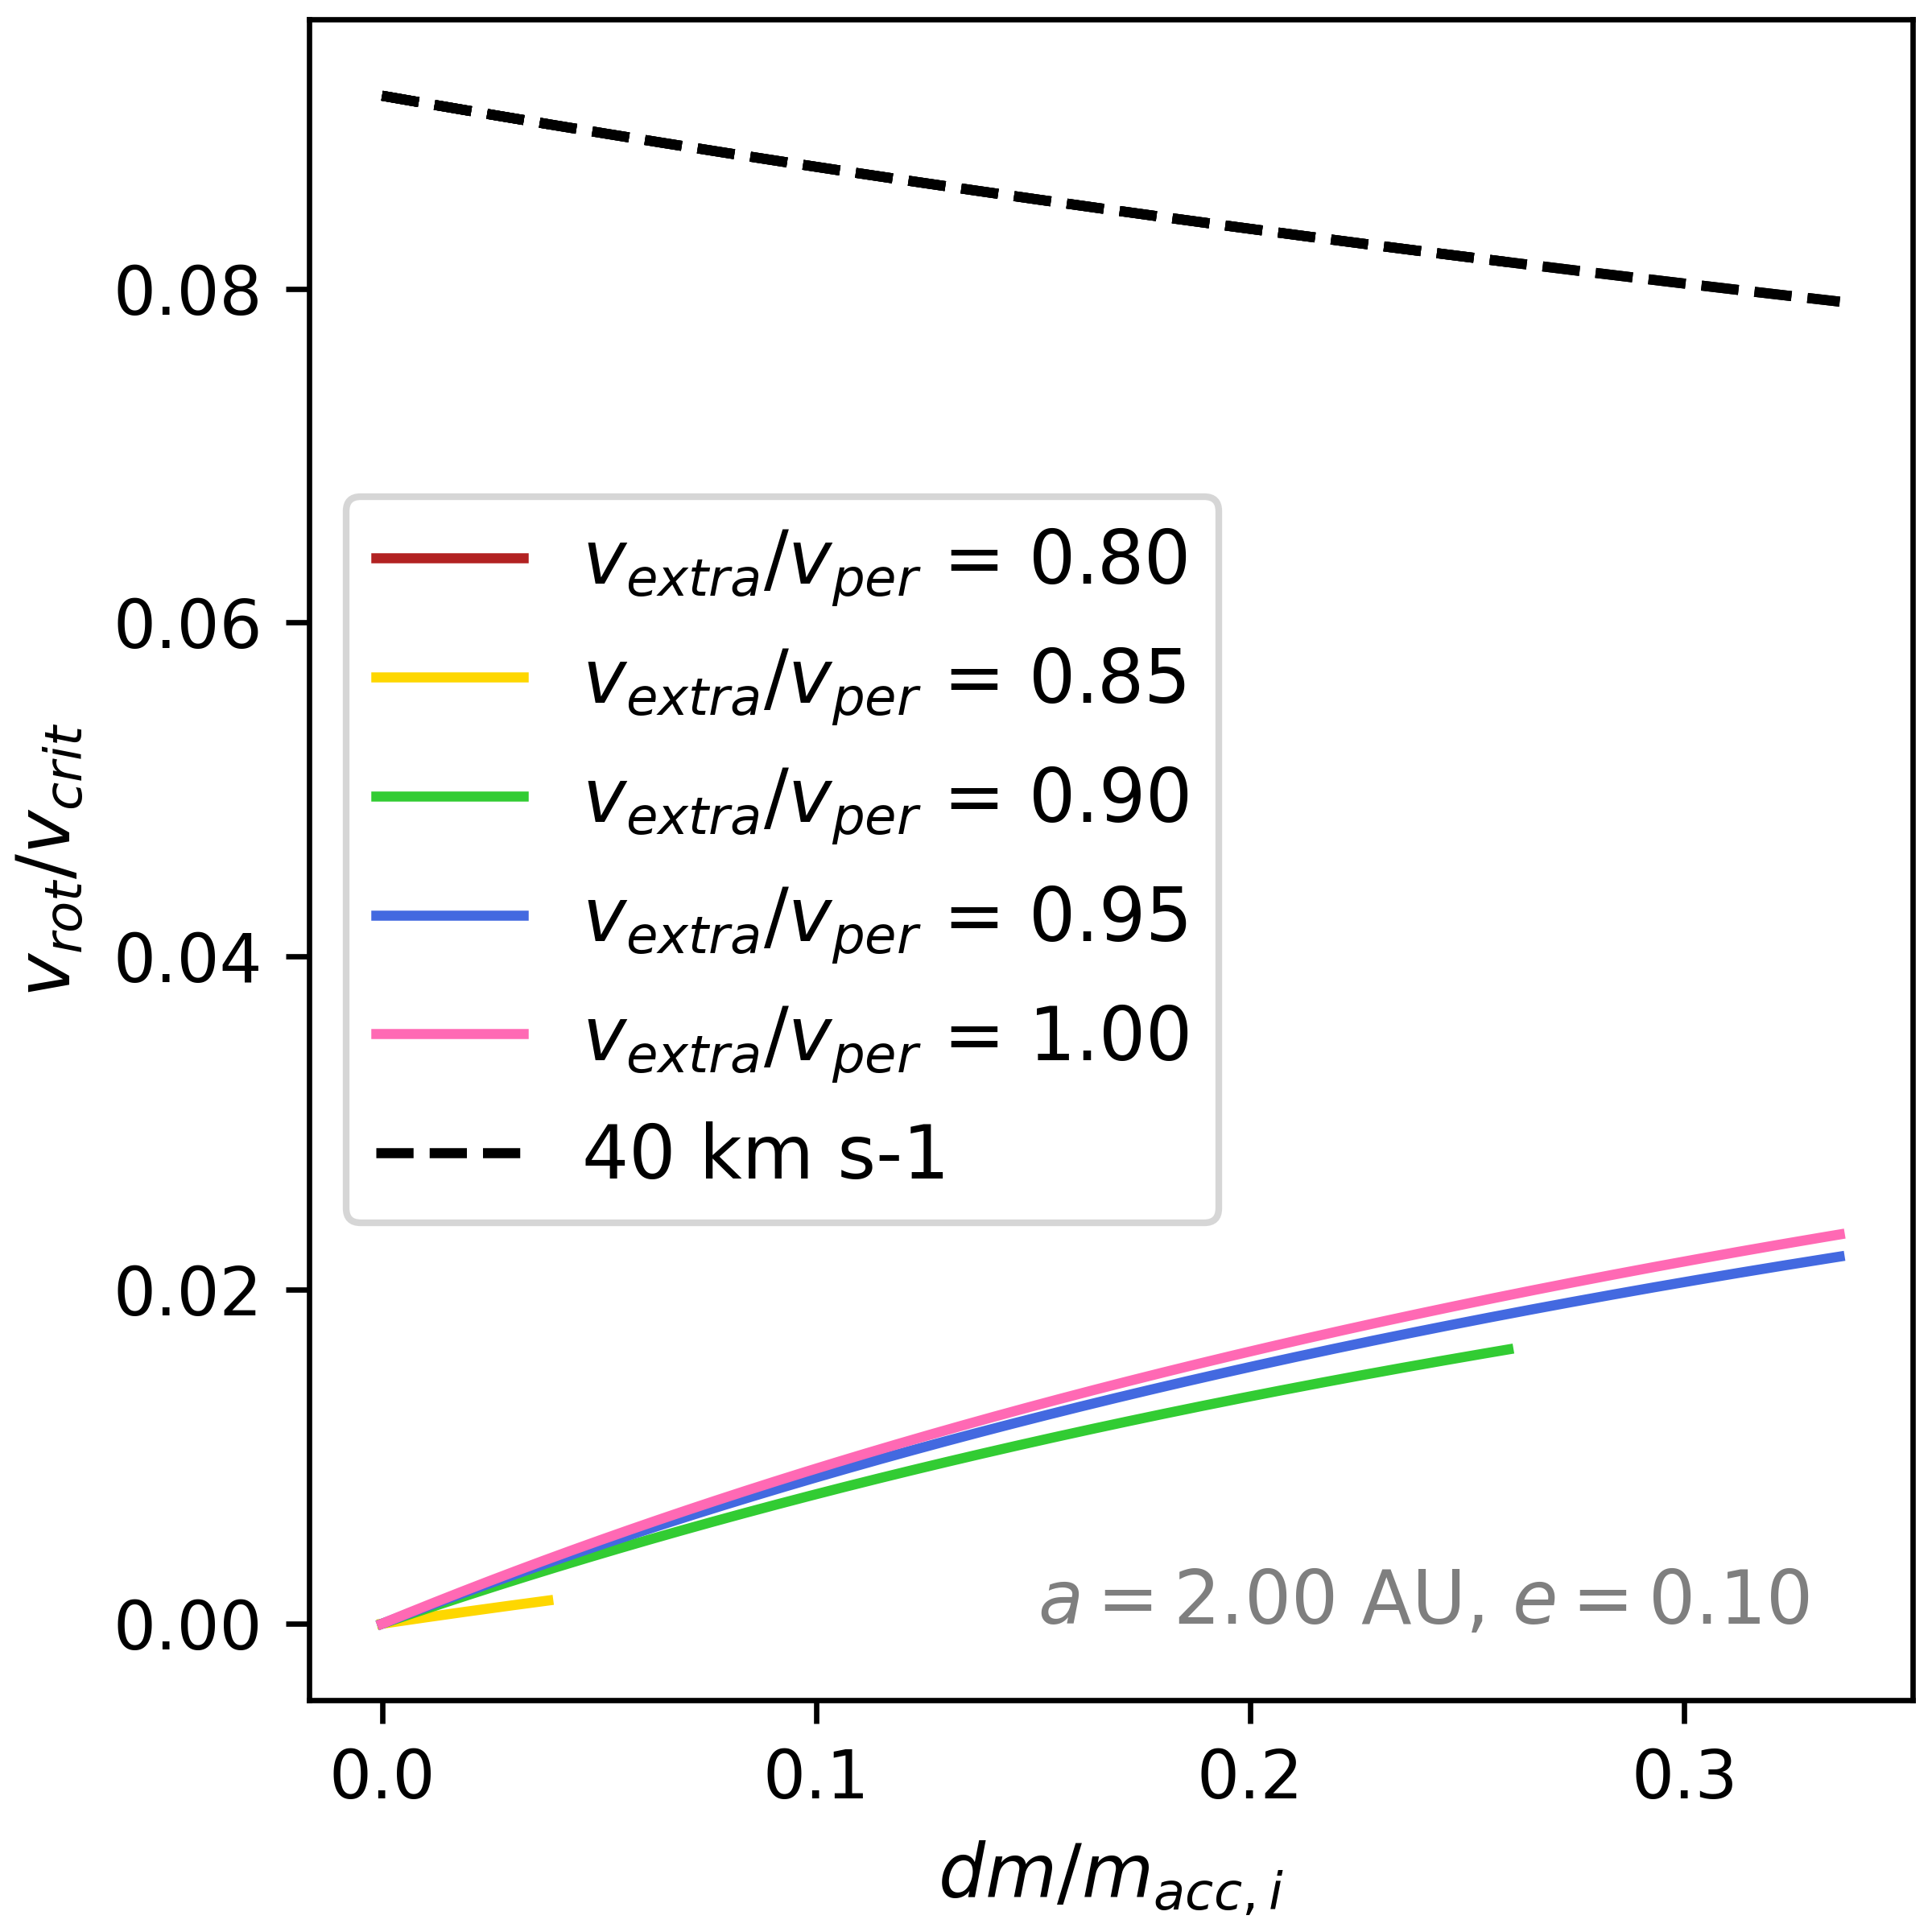 v_rot/v_crit
0.08
0.06
0.04
0.02
0.00
v_extra/v_per = 0.80
v_extra/v_per = 0.85
v_extra/v_per = 0.90
v_extra/v_per = 0.95
v_extra/v_per = 1.00
40 km s-1
a = 2.00 AU, e = 0.10
0.0 0.1 0.2 0.3
dm/m_acc,i